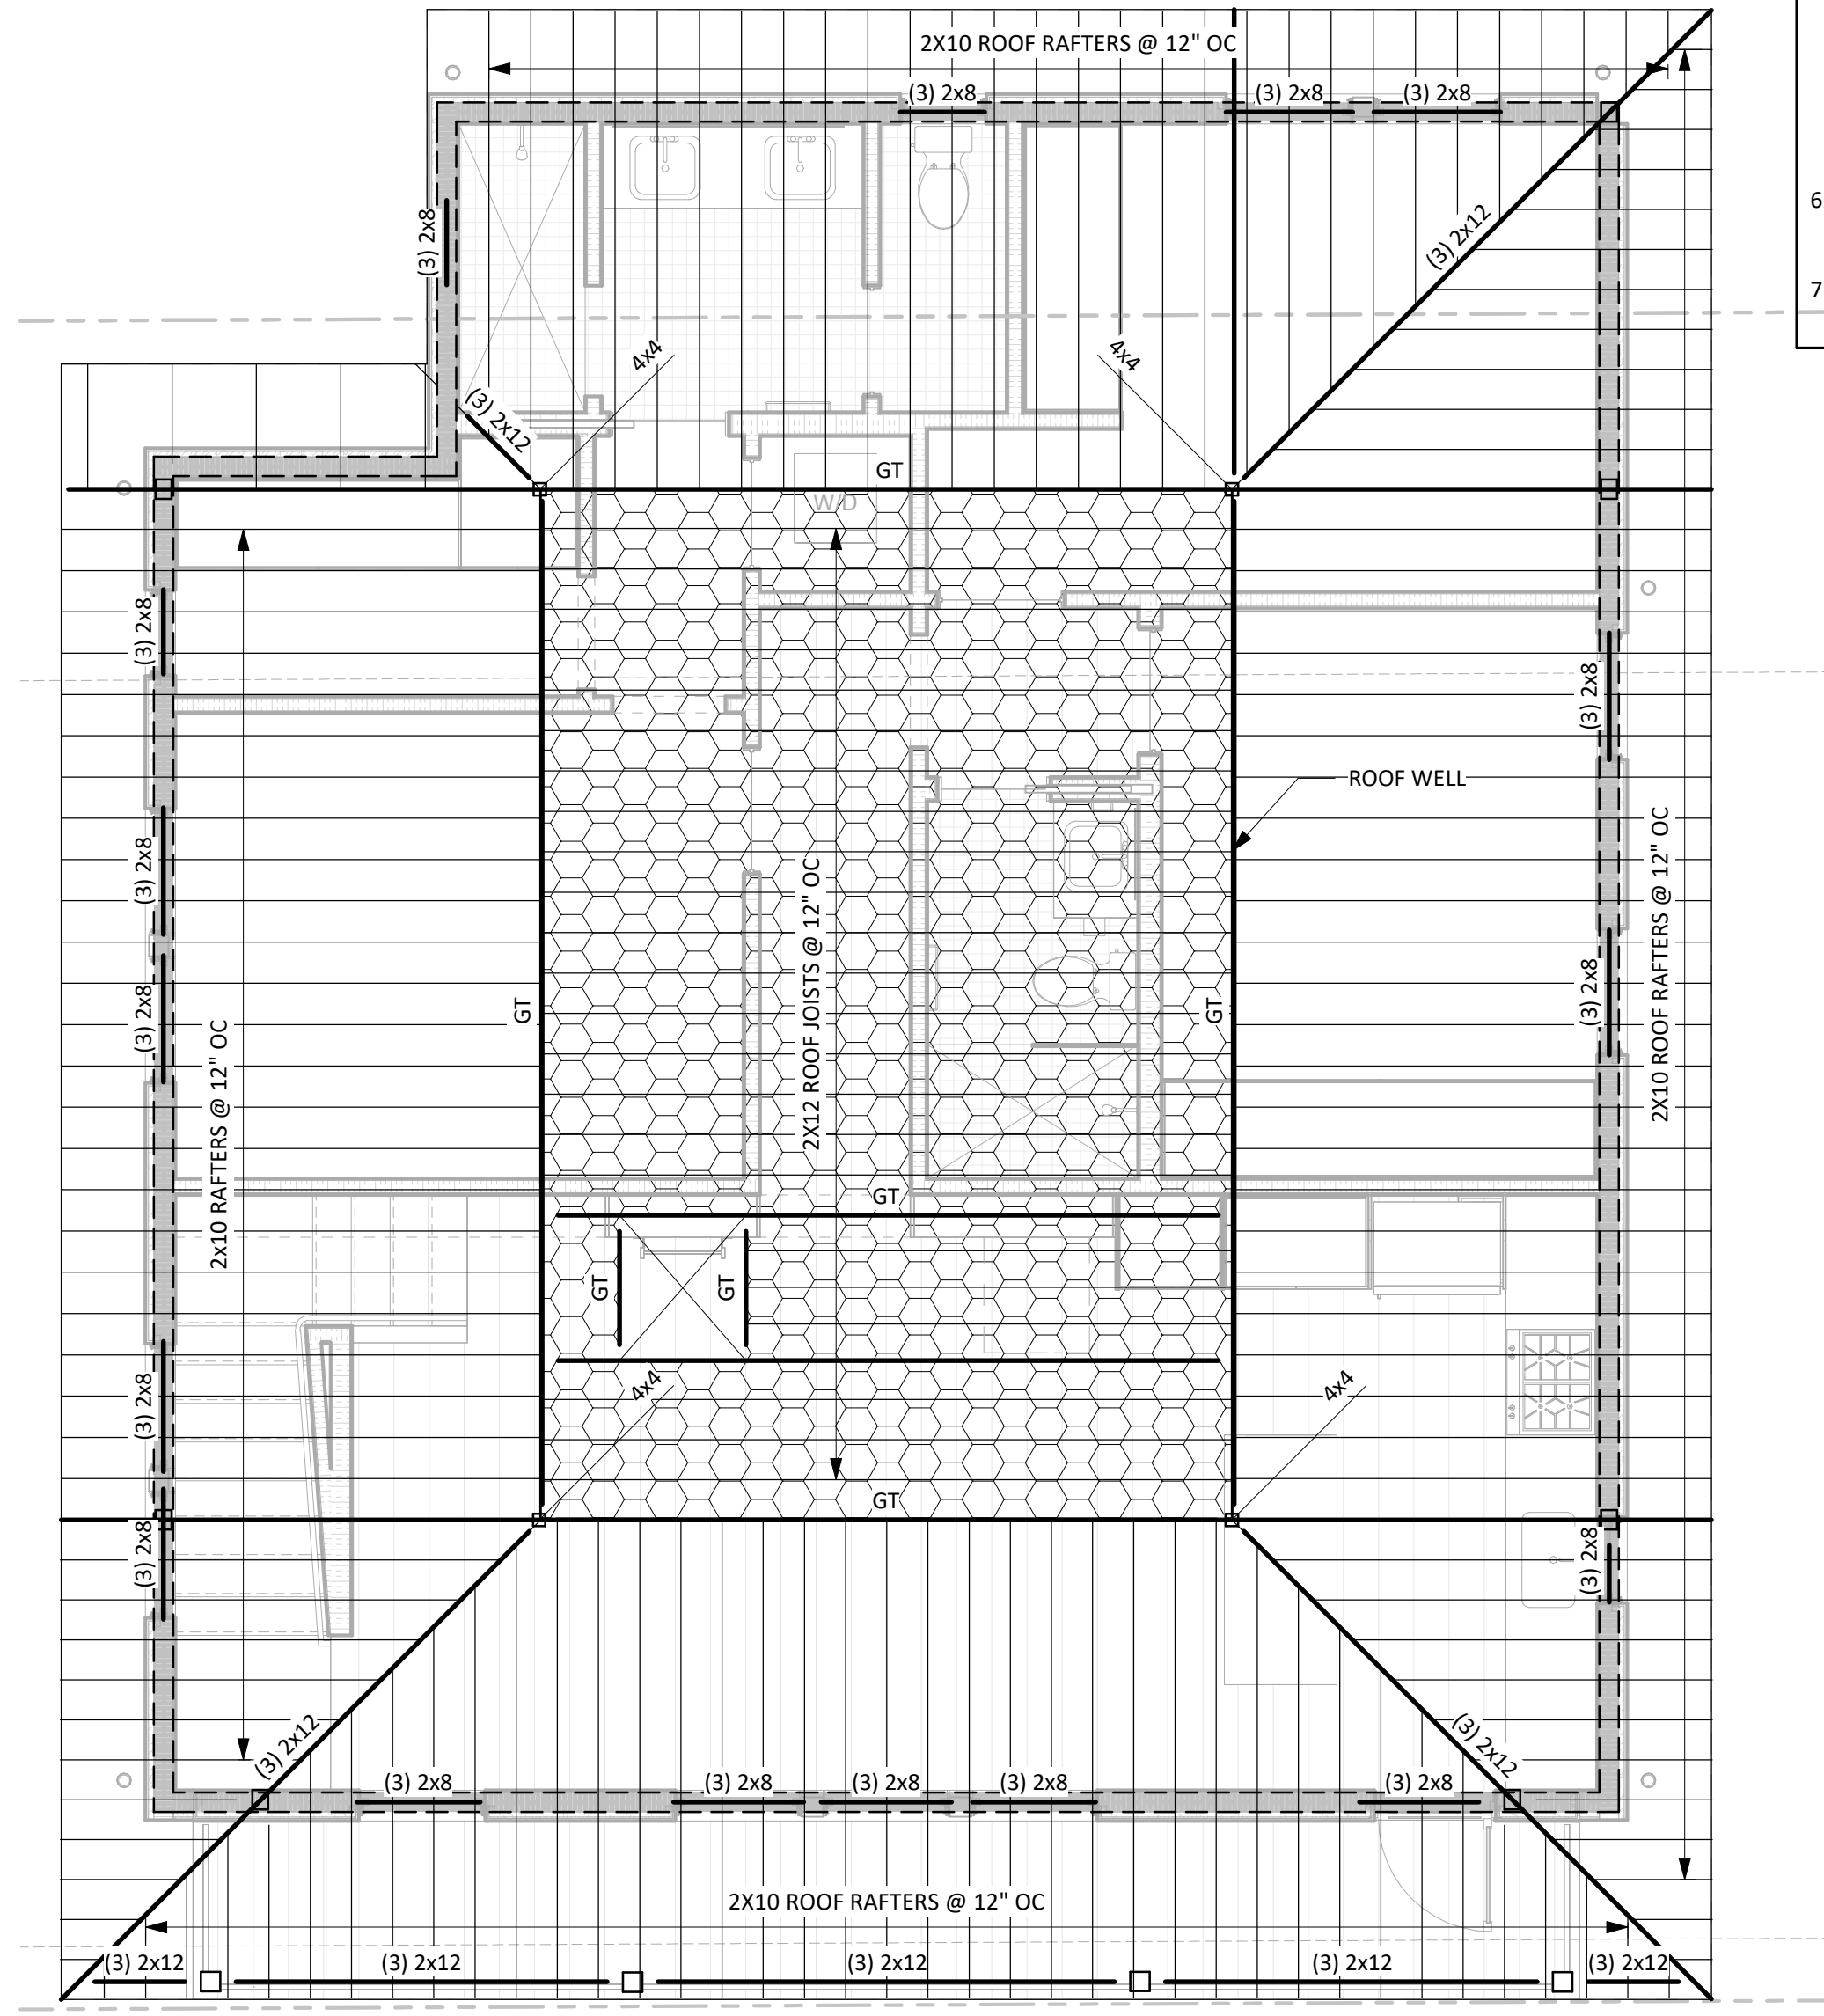 2X10 ROOF RAFTERS @ 12" OC
(3) 2x8
(3) 2x8
(3) 2x8
6
(3) 2x8
(3) 2x12
7
4x4
4x4
(3) 2x12
GT
W/D
(3) 2x8
(3) 2x8
ROOF WELL
(3) 2x8
2X12 ROOF JOISTS @ 12" OC
2X10 ROOF RAFTERS @ 12" OC
(3) 2x8
(3) 2x8
GT
GT
2x10 RAFTERS @ 12" OC
GT
GT
GT
4x4
4x4
(3) 2x8
GT
(3) 2x8
(3) 2x8
(3) 2x12
(3) 2x12
(3) 2x8
(3) 2x8
(3) 2x8
(3) 2x8
(3) 2x8
2X10 ROOF RAFTERS @ 12" OC
(3) 2x12
(3) 2x12
(3) 2x12
(3) 2x12
(3) 2x12